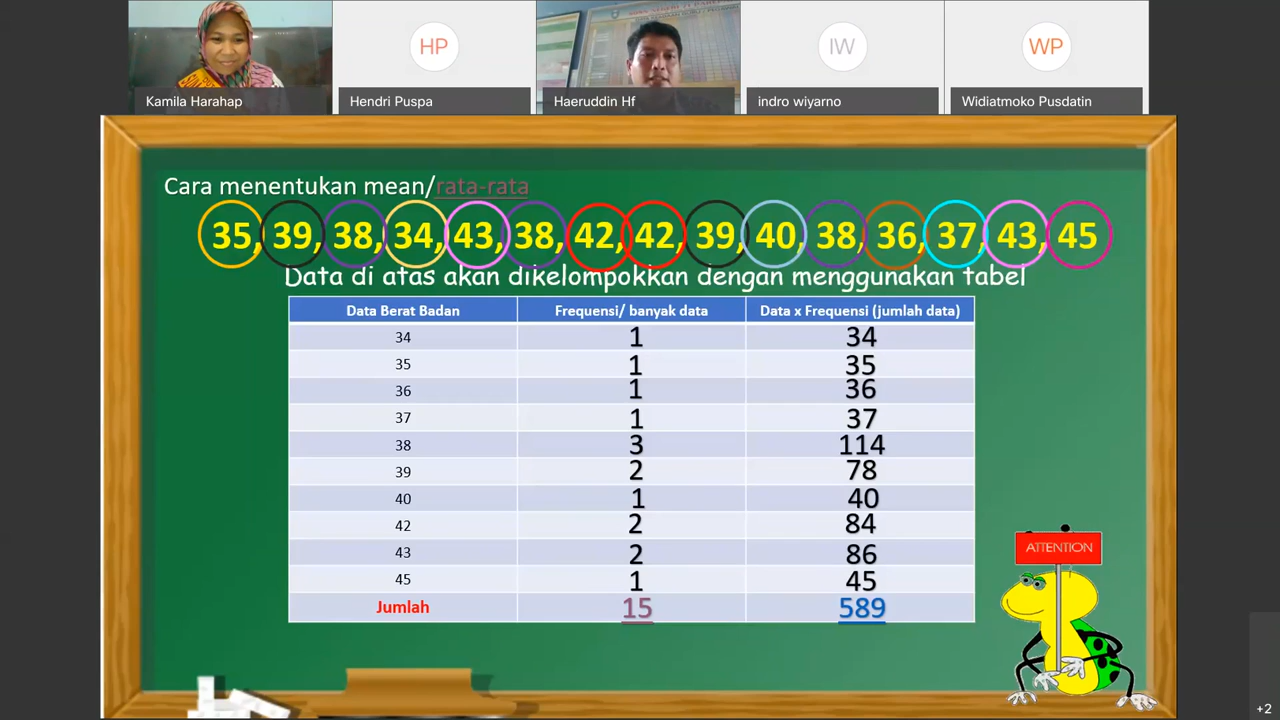 HP
IW
WP
Kamila Harahap
Hendri Puspa
Haeruddin Hf
indro wiyarno
Widiatmoko Pusdatin
Cara menentukan mean/rata-rata
35, 39, 38, 34, 43, 38, 42, 42, 39, 40, 38, 36, 37, 43, 45
Data di atas akan dikelompokkan dengan menggunakan tabel
Data Berat Badan Frekuensi/ banyak data Data x Frekuensi (jumlah data)
34 1 34
35 1 35
36 1 36
37 1 37
38 3 114
39 2 78
40 1 40
42 2 84
43 2 86
45 1 45
Jumlah 15 589
ATTENTION
+2